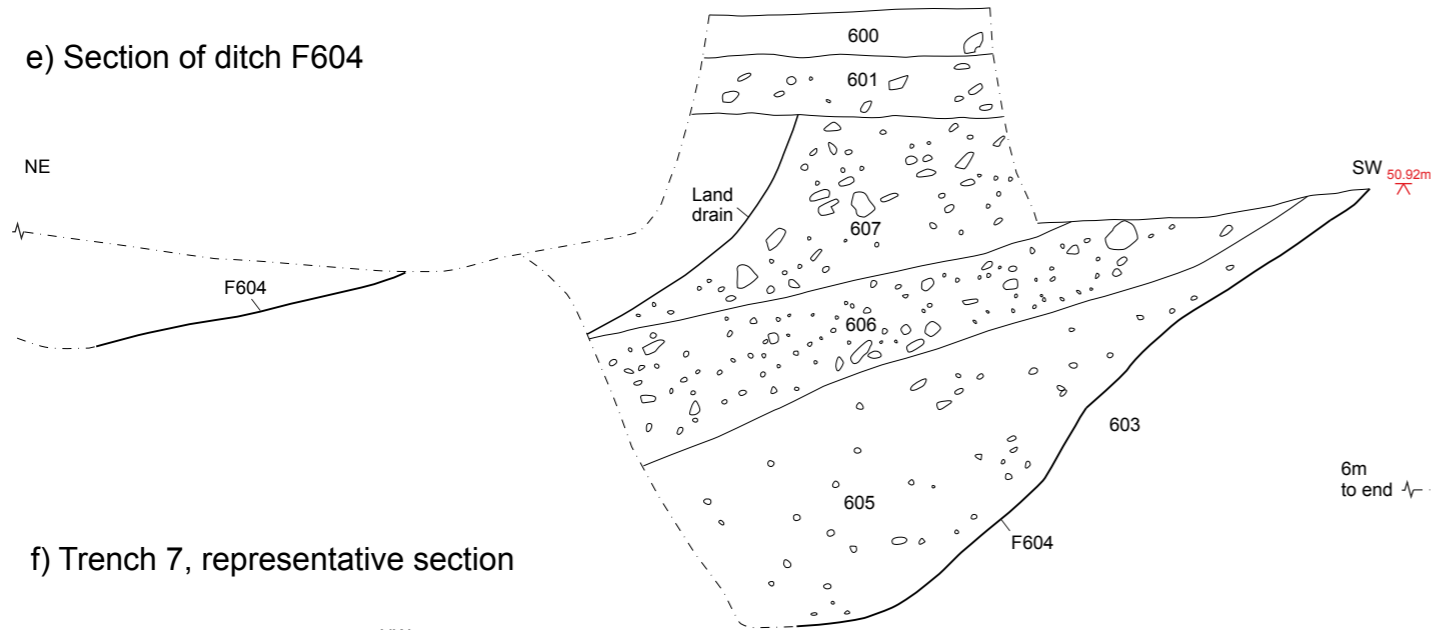 e) Section of ditch F604
600
601
NE
SW
50.92m
Land
drain
607
F604
606
603
6m
to end
605
F604
f) Trench 7, representative section